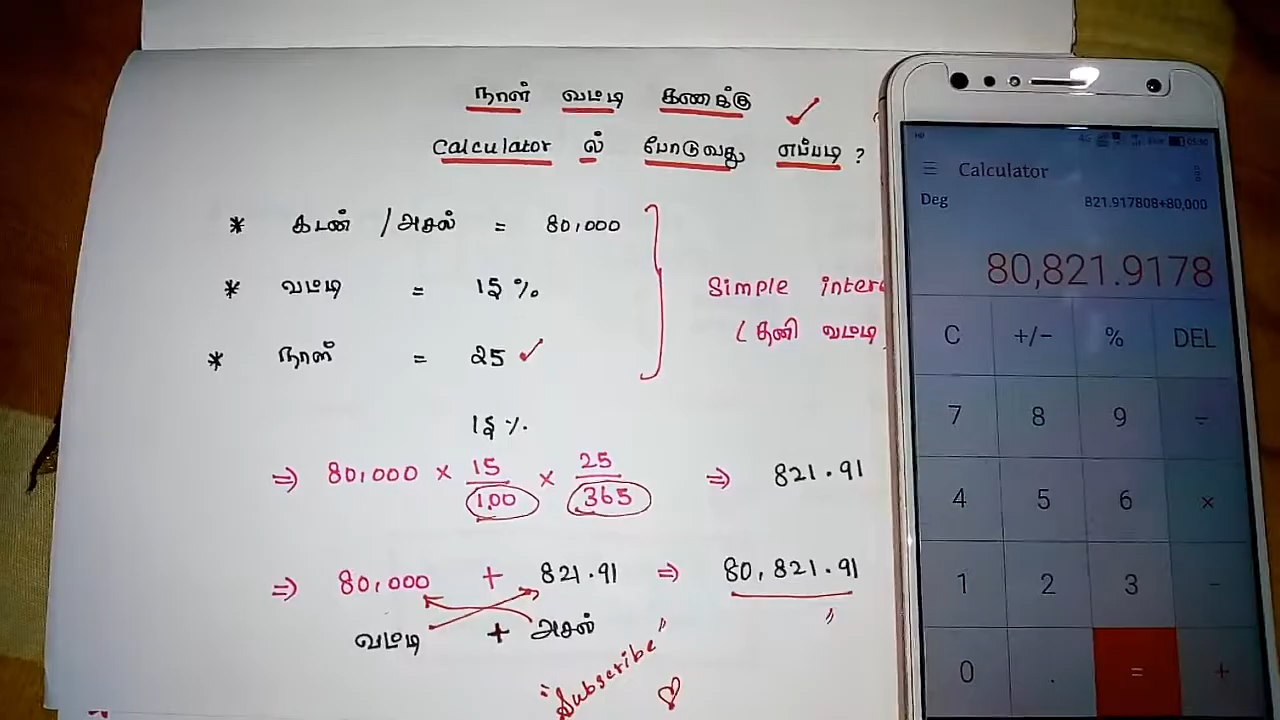 நாள் வட்டி கணக்கு
Calculator ல் போடுவது எப்படி ?
* கடன் / அசல் = 80,000
* வட்டி = 15 %
* நாள் = 25
Simple intere
( தனி வட்டி
15 %
⇒ 80,000 × 15/100 × 25/365 ⇒ 821.91
⇒ 80,000 + 821.91 ⇒ 80,821.91
வட்டி + அசல்
"Subscribe"
Calculator
Deg
821.917808+80,000
80,821.9178
C +/- % DEL
7 8 9 ÷
4 5 6 ×
1 2 3 −
0 . = +